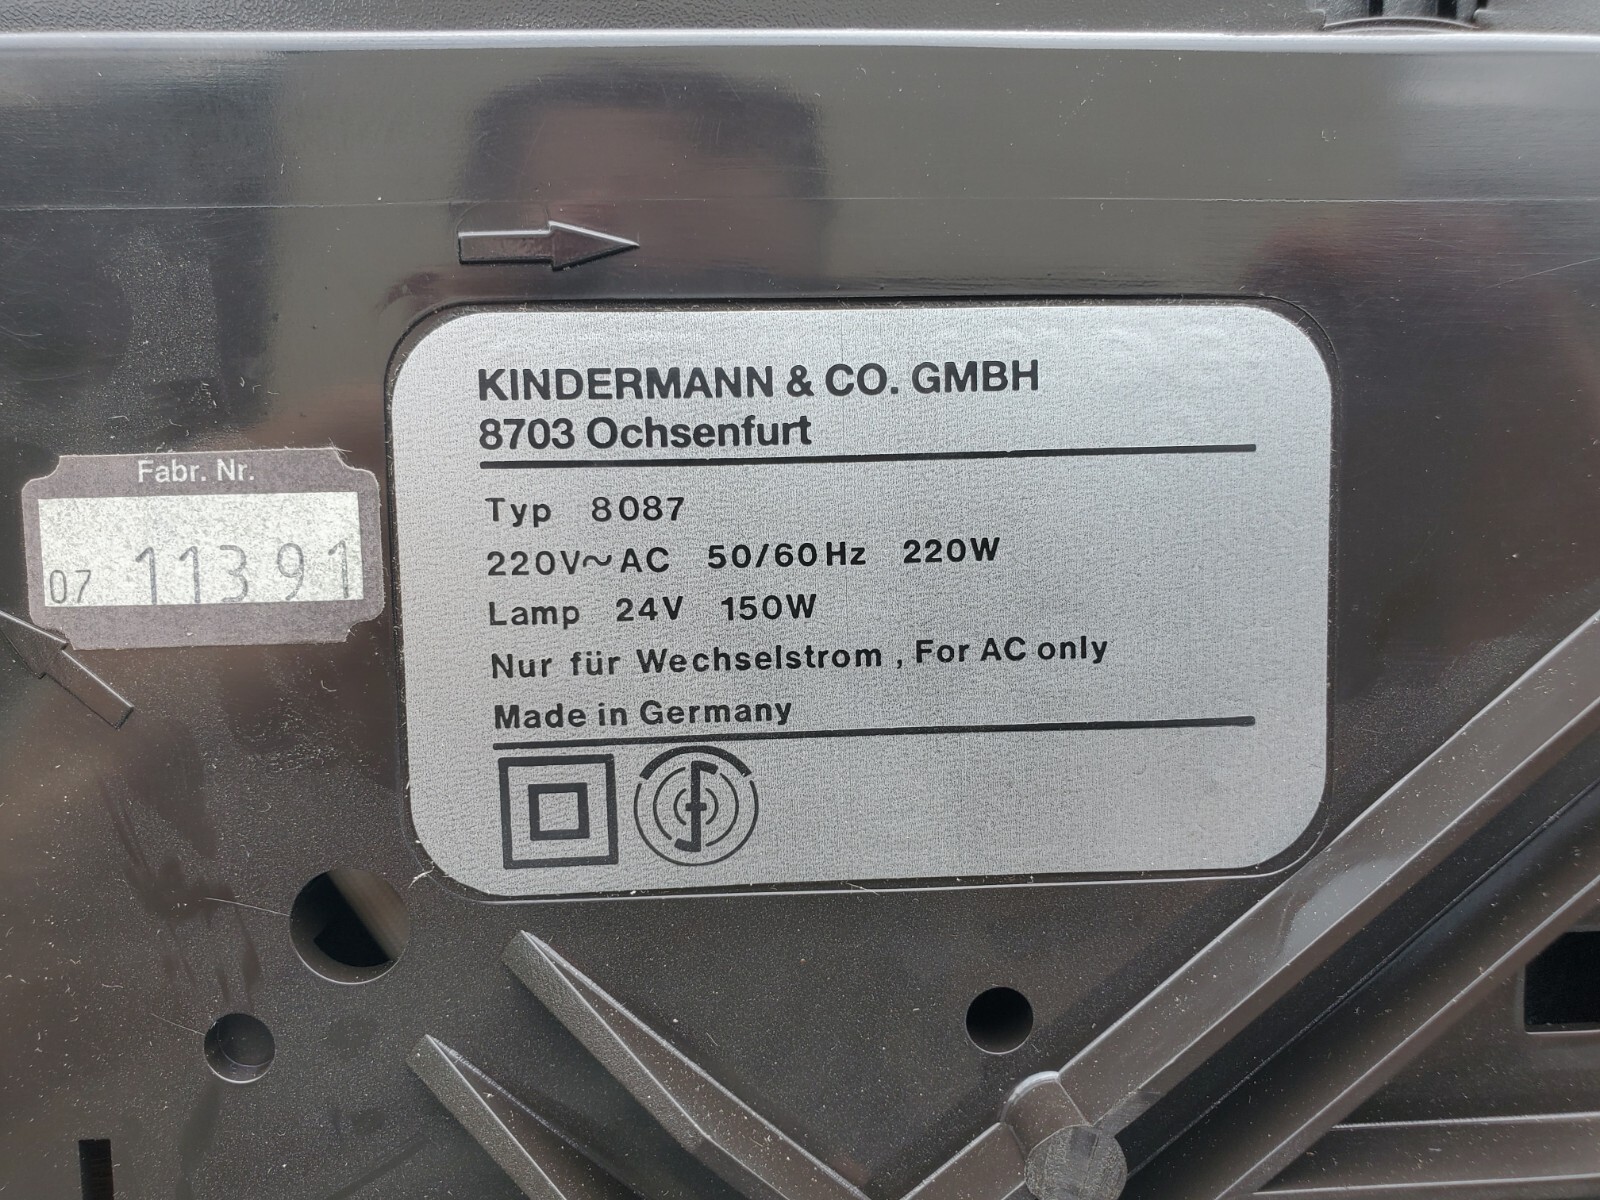 KINDERMANN & CO. GMBH
8703 Ochsenfurt
Fabr. Nr.
07 11391
Typ 8087
220V~AC 50/60Hz 220W
Lamp 24V 150W
Nur für Wechselstrom, For AC only
Made in Germany